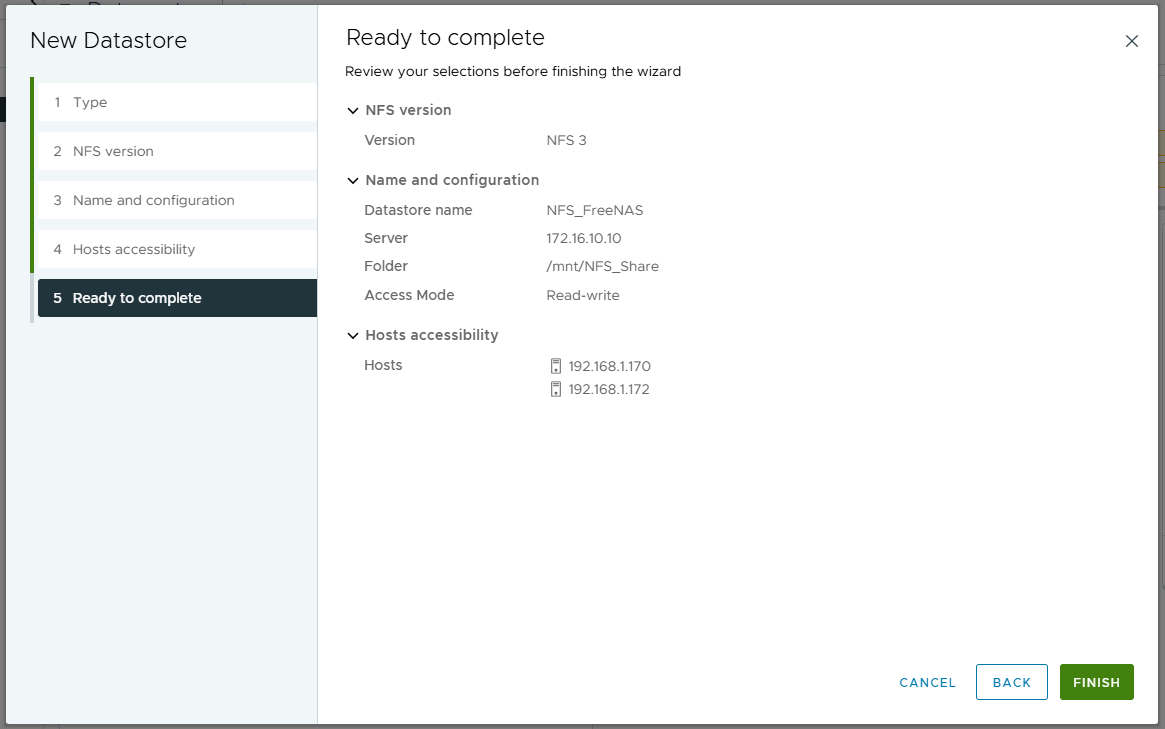 New Datastore
1 Type
2 NFS version
3 Name and configuration
4 Hosts accessibility
5 Ready to complete
Ready to complete
Review your selections before finishing the wizard
NFS version
Version NFS 3
Name and configuration
Datastore name NFS_FreeNAS
Server 172.16.10.10
Folder /mnt/NFS_Share
Access Mode Read-write
Hosts accessibility
Hosts 192.168.1.170
192.168.1.172
CANCEL BACK FINISH